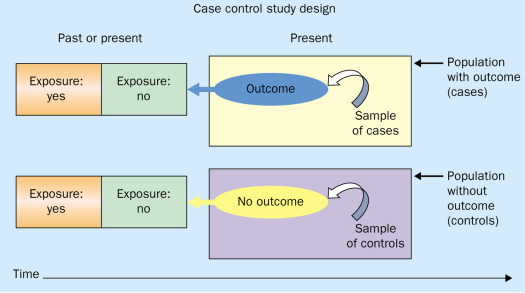 Case control study design
Past or present
Present
Exposure:
yes
Exposure:
no
Outcome
Sample
of cases
Population
with outcome
(cases)
Exposure:
yes
Exposure:
no
No outcome
Sample
of controls
Population
without
outcome
(controls)
Time